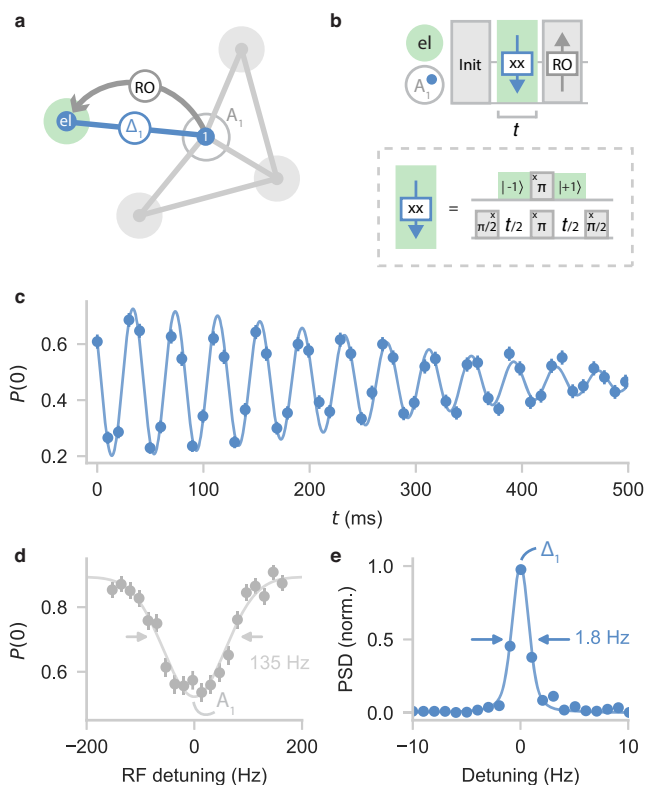 a
RO
A₁
el
Δ₁
1
b
el
A₁
Init
xx
RO
t
xx
=
|-1⟩
x
π
|+1⟩
x
π/2
t/2
x
π
t/2
x
π/2
c
0.6
0.4
0.2
P(0)
0
100
200
300
400
500
t (ms)
d
0.8
0.6
P(0)
135 Hz
A₁
−200
0
200
RF detuning (Hz)
e
Δ₁
1.0
0.5
0.0
PSD (norm.)
1.8 Hz
−10
0
10
Detuning (Hz)